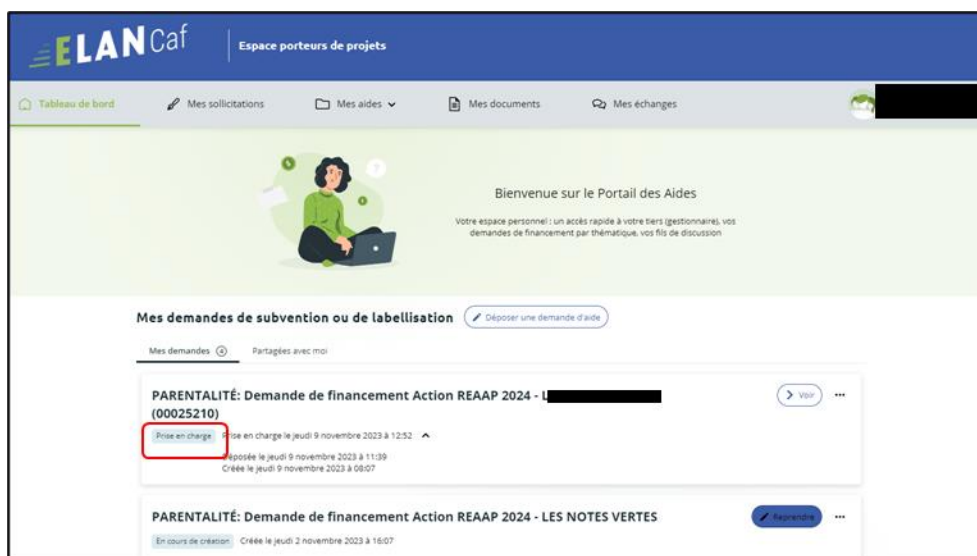 ELAN Caf
Espace porteurs de projets
Tableau de bord
Mes sollicitations
Mes aides
Mes documents
Mes échanges
?
Bienvenue sur le Portail des Aides
Votre espace personnel : un accès rapide à votre tiers (gestionnaire), vos
demandes de financement par thématique, vos fils de discussion
Mes demandes de subvention ou de labellisation
Déposer une demande d'aide
Mes demandes 4
Partagées avec moi
PARENTALITÉ: Demande de financement Action REAAP 2024 - L
(00025210)
Voir
Prise en charge
Prise en charge le jeudi 9 novembre 2023 à 12:52
Déposée le jeudi 9 novembre 2023 à 11:39
Créée le jeudi 9 novembre 2023 à 08:07
PARENTALITÉ: Demande de financement Action REAAP 2024 - LES NOTES VERTES
Reprendre
En cours de création
Créée le jeudi 2 novembre 2023 à 16:07